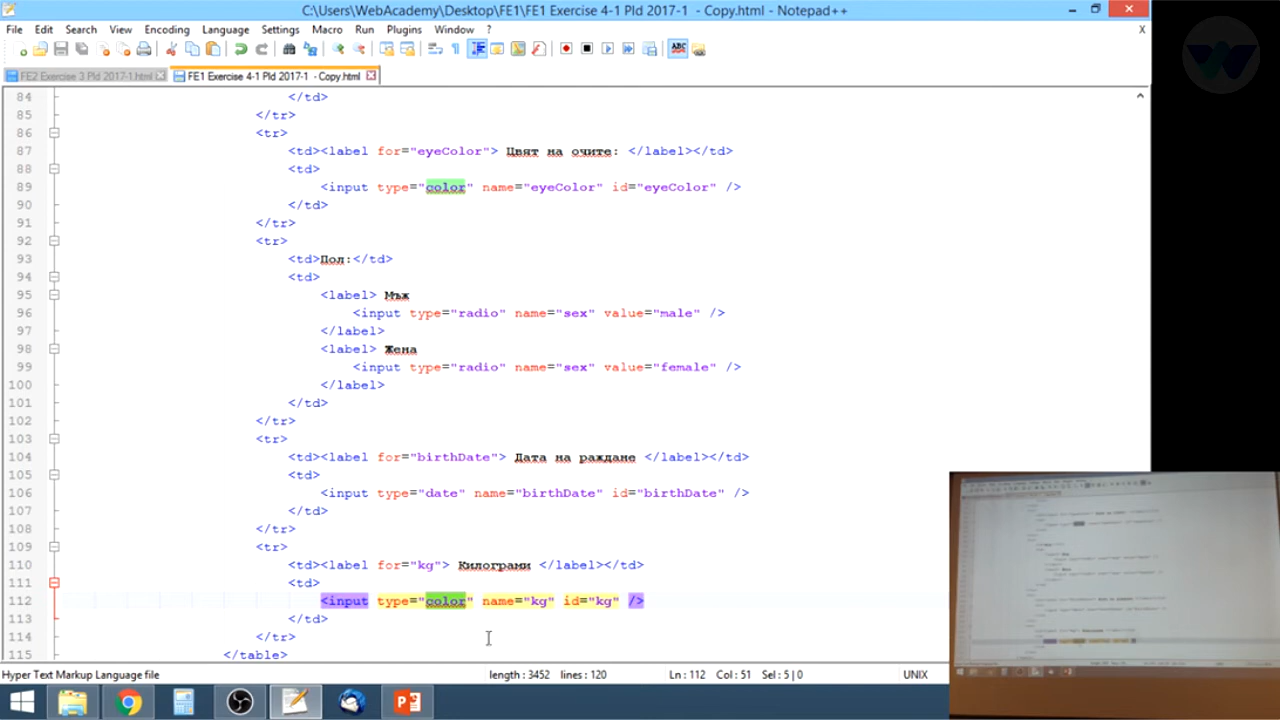 C:\Users\WebAcademy\Desktop\FE1\FE1 Exercise 4-1 Pld 2017-1 - Copy.html - Notepad++
File Edit Search View Encoding Language Settings Macro Run Plugins Window ? X
FE2 Exercise 3 Pld 2017-1.html FE1 Exercise 4-1 Pld 2017-1 - Copy.html
84 </td>
85 </tr>
86 <tr>
87 <td><label for="eyeColor"> Цвят на очите: </label></td>
88 <td>
89 <input type="color" name="eyeColor" id="eyeColor" />
90 </td>
91 </tr>
92 <tr>
93 <td>Пол:</td>
94 <td>
95 <label> Мъж
96 <input type="radio" name="sex" value="male" />
97 </label>
98 <label> Жена
99 <input type="radio" name="sex" value="female" />
100 </label>
101 </td>
102 </tr>
103 <tr>
104 <td><label for="birthDate"> Дата на раждане </label></td>
105 <td>
106 <input type="date" name="birthDate" id="birthDate" />
107 </td>
108 </tr>
109 <tr>
110 <td><label for="kg"> Килограми </label></td>
111 <td>
112 <input type="color" name="kg" id="kg" />
113 </td>
114 </tr>
115 </table>
Hyper Text Markup Language file length : 3452 lines : 120 Ln : 112 Col : 51 Sel : 5 | 0 UNIX